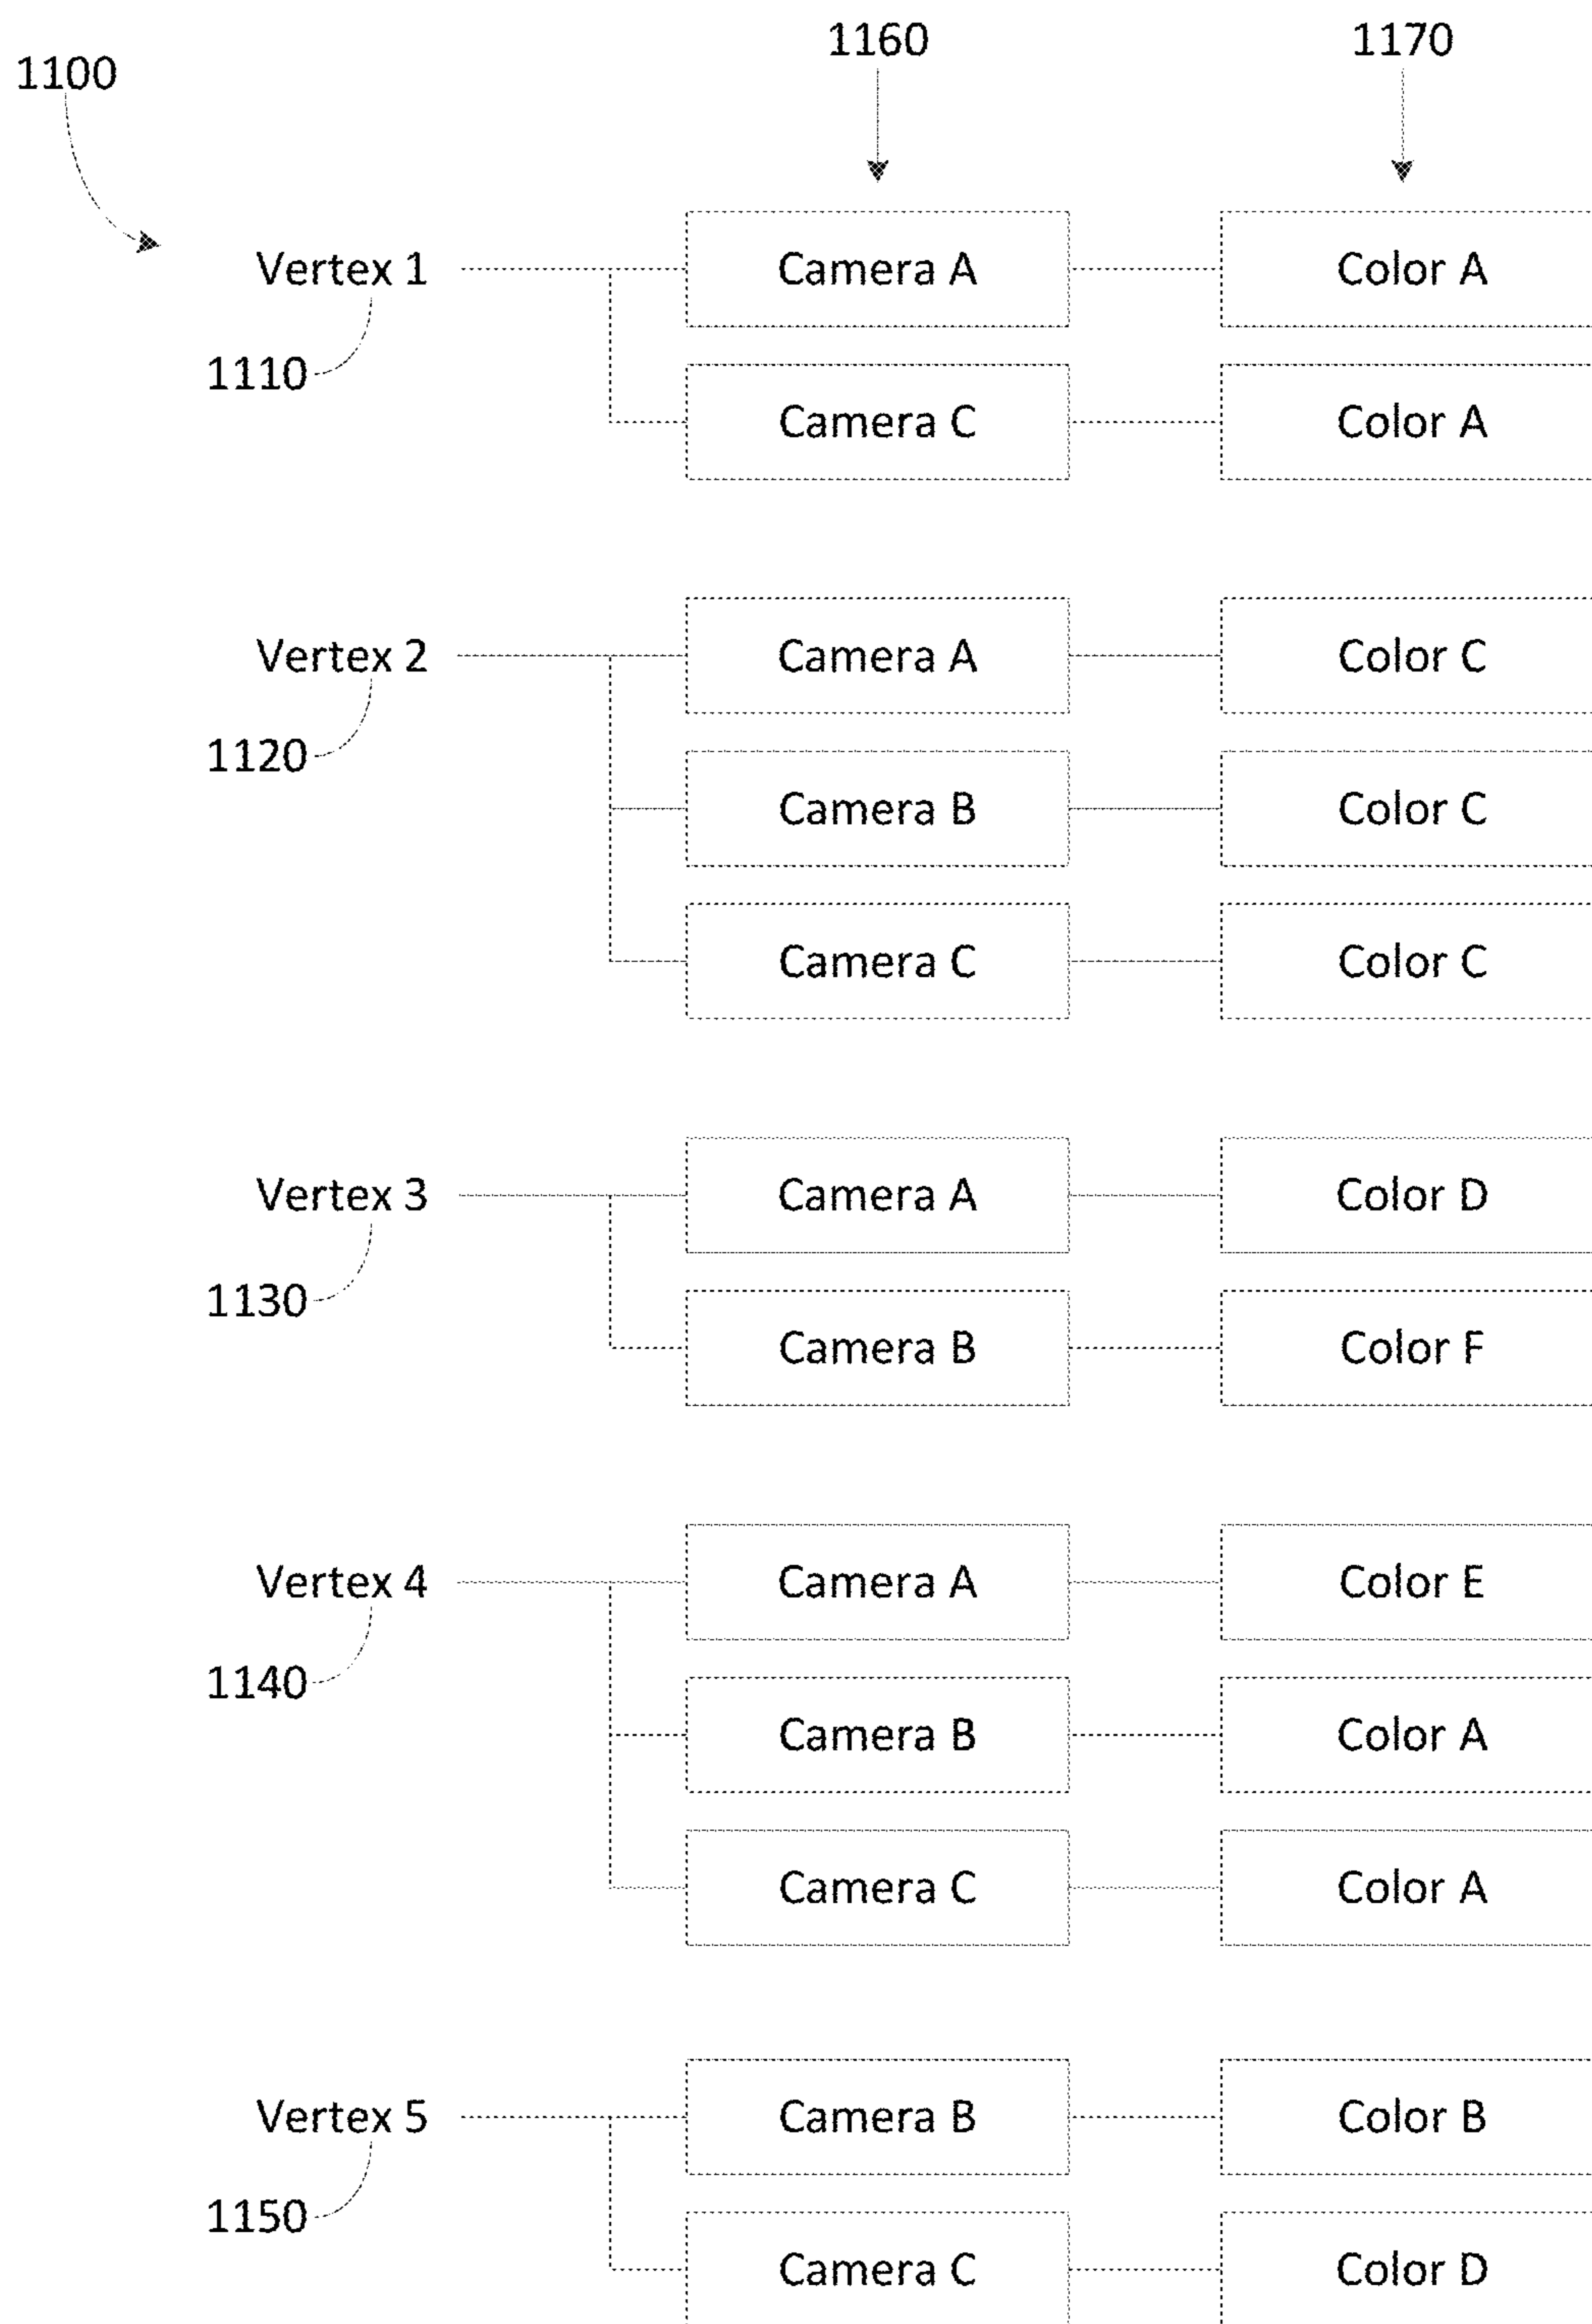 1160 1170
1100
Vertex 1 Camera A Color A
1110
Camera C Color A
Vertex 2 Camera A Color C
1120
Camera B Color C
Camera C Color C
Vertex 3 Camera A Color D
1130
Camera B Color F
Vertex 4 Camera A Color E
1140
Camera B Color A
Camera C Color A
Vertex 5 Camera B Color B
1150
Camera C Color D